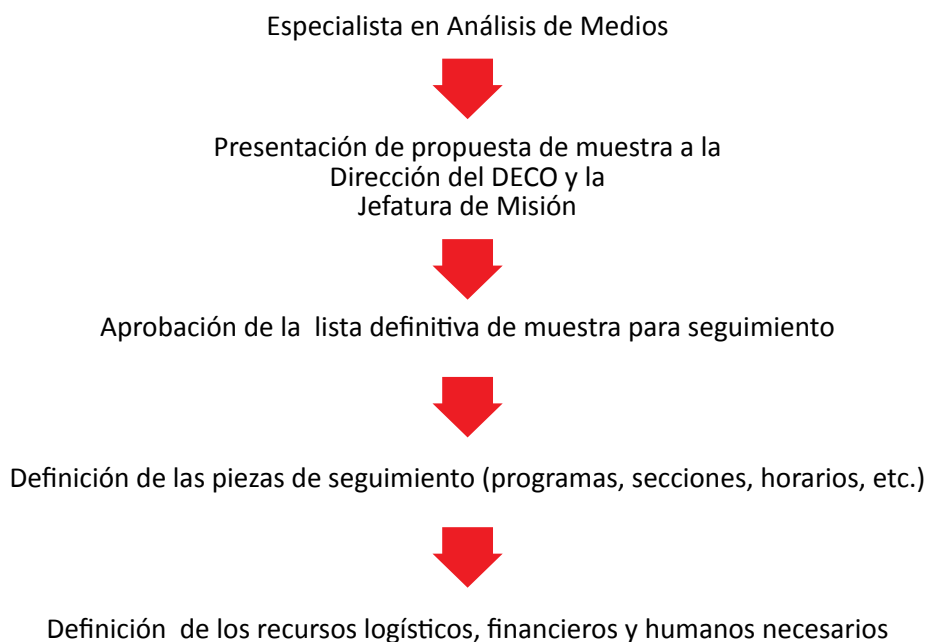 Especialista en Análisis de Medios
Presentación de propuesta de muestra a la
Dirección del DECO y la
Jefatura de Misión
Aprobación de la lista definitiva de muestra para seguimiento
Definición de las piezas de seguimiento (programas, secciones, horarios, etc.)
Definición de los recursos logísticos, financieros y humanos necesarios